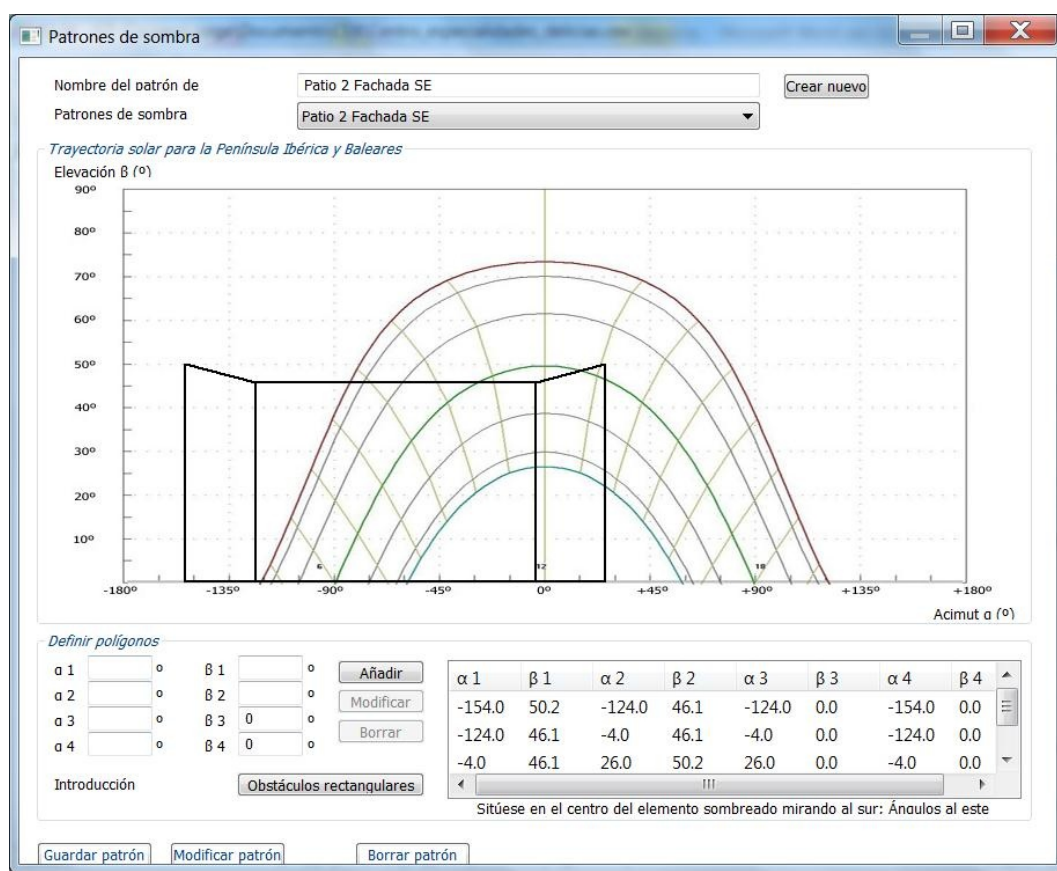 Patrones de sombra
Nombre del patrón de
Patio 2 Fachada SE
Crear nuevo
Patrones de sombra
Patio 2 Fachada SE
Trayectoria solar para la Península Ibérica y Baleares
Elevación β (º)
90º
80º
70º
60º
50º
40º
30º
20º
10º
6 12 18
-180º -135º -90º -45º 0º +45º +90º +135º +180º
Acimut α (º)
Definir polígonos
α 1 º β 1 º Añadir
α 2 º β 2 º Modificar
α 3 º β 3 0 º Borrar
α 4 º β 4 0 º
Introducción
Obstáculos rectangulares
α 1 β 1 α 2 β 2 α 3 β 3 α 4 β 4
-154.0 50.2 -124.0 46.1 -124.0 0.0 -154.0 0.0
-124.0 46.1 -4.0 46.1 -4.0 0.0 -124.0 0.0
-4.0 46.1 26.0 50.2 26.0 0.0 -4.0 0.0
Sitúese en el centro del elemento sombreado mirando al sur: Ángulos al este
Guardar patrón Modificar patrón Borrar patrón